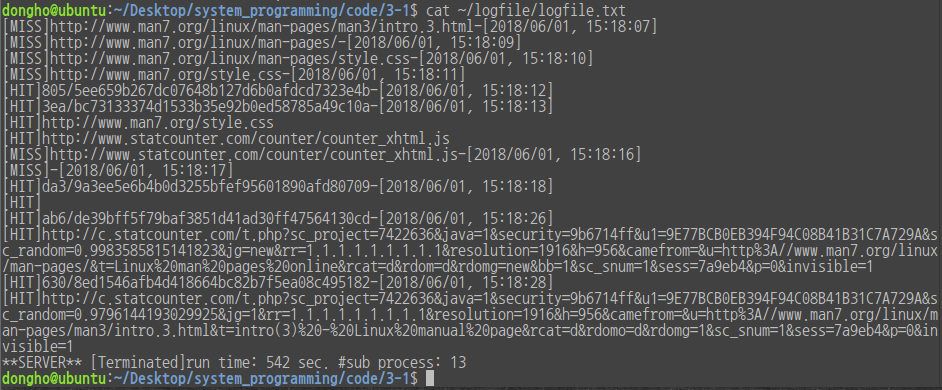 dongho@ubuntu:~/Desktop/system_programming/code/3-1$ cat ~/logfile/logfile.txt
[MISS]http://www.man7.org/linux/man-pages/man3/intro.3.html-[2018/06/01, 15:18:07]
[MISS]http://www.man7.org/linux/man-pages/-[2018/06/01, 15:18:09]
[MISS]http://www.man7.org/linux/man-pages/style.css-[2018/06/01, 15:18:10]
[MISS]http://www.man7.org/style.css-[2018/06/01, 15:18:11]
[HIT]805/5ee659b267dc07648b127d6b0afdcd7323e4b-[2018/06/01, 15:18:12]
[HIT]3ea/bc73133374d1533b35e92b0ed58785a49c10a-[2018/06/01, 15:18:13]
[HIT]http://www.man7.org/style.css
[HIT]http://www.statcounter.com/counter/counter_xhtml.js
[MISS]http://www.statcounter.com/counter/counter_xhtml.js-[2018/06/01, 15:18:16]
[MISS]-[2018/06/01, 15:18:17]
[HIT]da3/9a3ee5e6b4b0d3255bfef95601890afd80709-[2018/06/01, 15:18:18]
[HIT]
[HIT]ab6/de39bff5f79baf3851d41ad30ff47564130cd-[2018/06/01, 15:18:26]
[HIT]http://c.statcounter.com/t.php?sc_project=7422636&java=1&security=9b6714ff&u1=9E77BCB0EB394F94C08B41B31C7A729A&s
c_random=0.9983585815141823&jg=new&rr=1.1.1.1.1.1.1.1.1&resolution=1916&h=956&camefrom=&u=http%3A//www.man7.org/linux
/man-pages/&t=Linux%20man%20pages%20online&rcat=d&rdom=d&rdomg=new&bb=1&sc_snum=1&sess=7a9eb4&p=0&invisible=1
[HIT]630/8ed1546afb4d418664bc82b7f5ea08c495182-[2018/06/01, 15:18:28]
[HIT]http://c.statcounter.com/t.php?sc_project=7422636&java=1&security=9b6714ff&u1=9E77BCB0EB394F94C08B41B31C7A729A&s
c_random=0.9796144193029925&jg=1&rr=1.1.1.1.1.1.1.1.1&resolution=1916&h=956&camefrom=&u=http%3A//www.man7.org/linux/m
an-pages/man3/intro.3.html&t=intro(3)%20-%20Linux%20manual%20page&rcat=d&rdomo=d&rdomg=1&sc_snum=1&sess=7a9eb4&p=0&in
visible=1
**SERVER** [Terminated]run time: 542 sec. #sub process: 13
dongho@ubuntu:~/Desktop/system_programming/code/3-1$